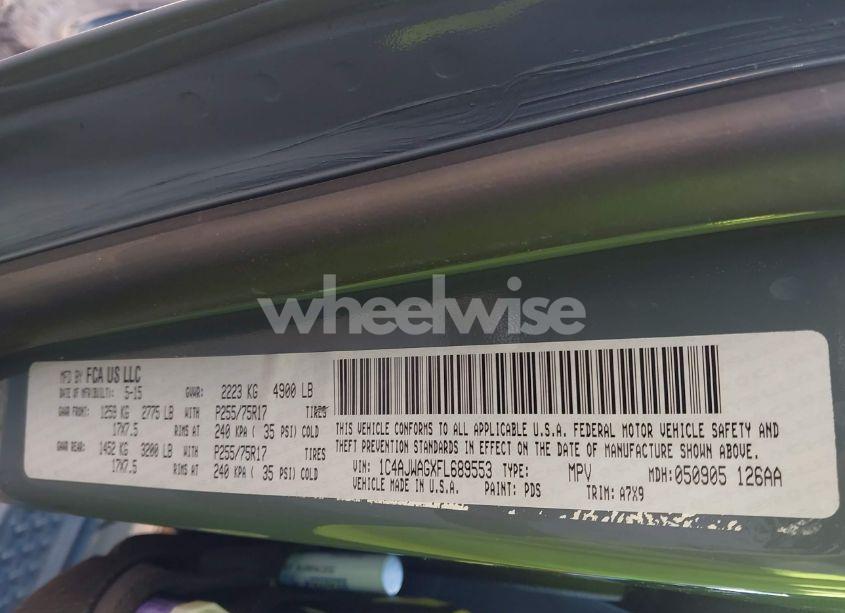 wheelwise
MFD BY FCA US LLC
DATE OF MFR(BUILT): 5-15 GVWR: 2223 KG 4900 LB
GAWR FRONT: 1259 KG 2775 LB WITH P255/75R17 TIRES
17X7.5 RIMS AT 240 KPA ( 35 PSI) COLD
GAWR REAR: 1452 KG 3200 LB WITH P255/75R17 TIRES
17X7.5 RIMS AT 240 KPA ( 35 PSI) COLD
THIS VEHICLE CONFORMS TO ALL APPLICABLE U.S.A. FEDERAL MOTOR VEHICLE SAFETY AND
THEFT PREVENTION STANDARDS IN EFFECT ON THE DATE OF MANUFACTURE SHOWN ABOVE.
VIN: 1C4AJWAGXFL689553 TYPE: MPV MDH: 050905 126AA
VEHICLE MADE IN U.S.A. PAINT: PDS TRIM: A7X9